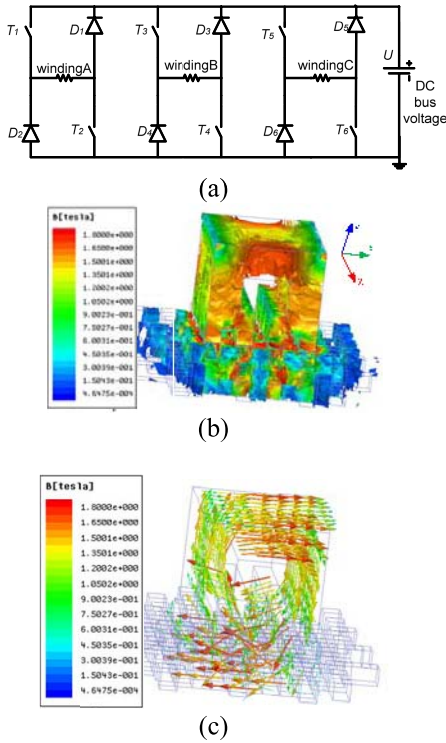 T1 D1 T3 D3 T5 D5
windingA windingB windingC U
D2 T2 D4 T4 D6 T6
DC
bus
voltage
(a)
B[tesla]
1.8000e+000
1.6500e+000
1.5001e+000
1.3501e+000
1.2002e+000
1.0502e+000
9.0023e-001
7.5027e-001
6.0031e-001
4.5035e-001
3.0039e-001
1.5043e-001
4.6475e-004
(b)
B[tesla]
1.8000e+000
1.6500e+000
1.5001e+000
1.3501e+000
1.2002e+000
1.0502e+000
9.0023e-001
7.5027e-001
6.0031e-001
4.5035e-001
3.0039e-001
1.5043e-001
4.6475e-004
(c)